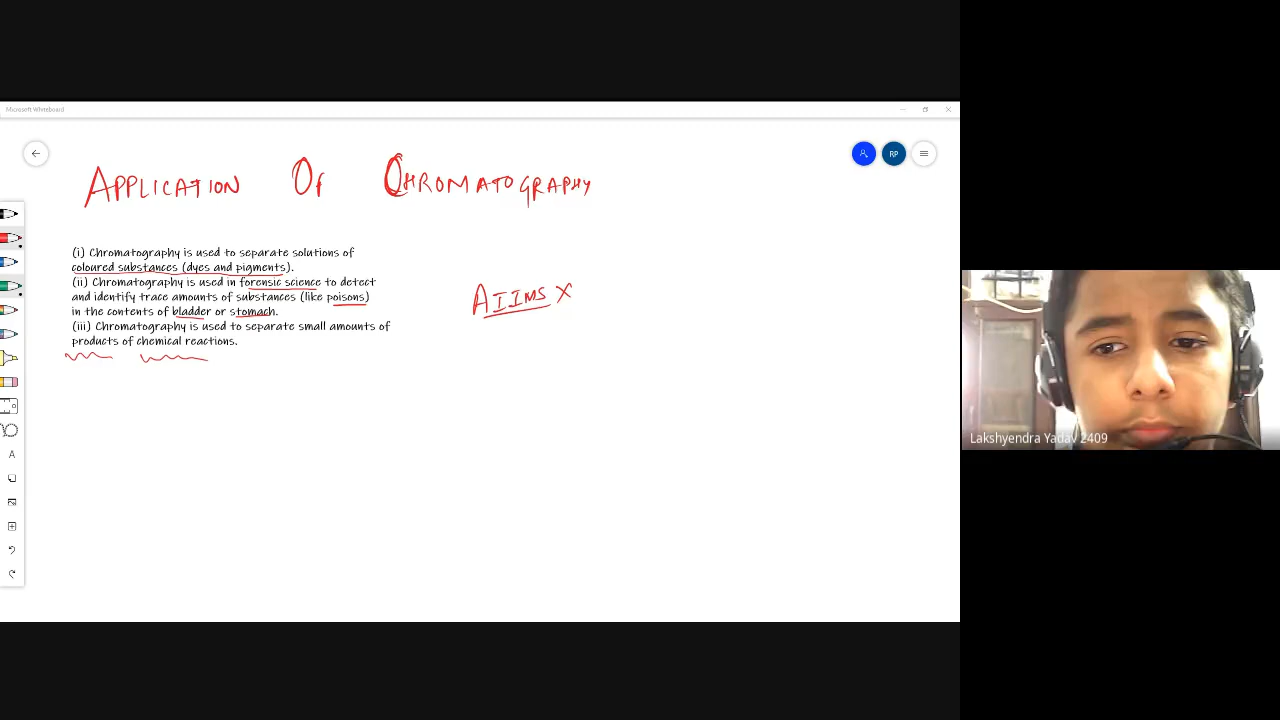 Microsoft Whiteboard
RP
APPLICATION OF CHROMATOGRAPHY
(i) Chromatography is used to separate solutions of
coloured substances (dyes and pigments).
(ii) Chromatography is used in forensic science to detect
and identify trace amounts of substances (like poisons)
in the contents of bladder or stomach.
(iii) Chromatography is used to separate small amounts of
products of chemical reactions.
AIIMS X
A
Lakshyendra Yadav 2409